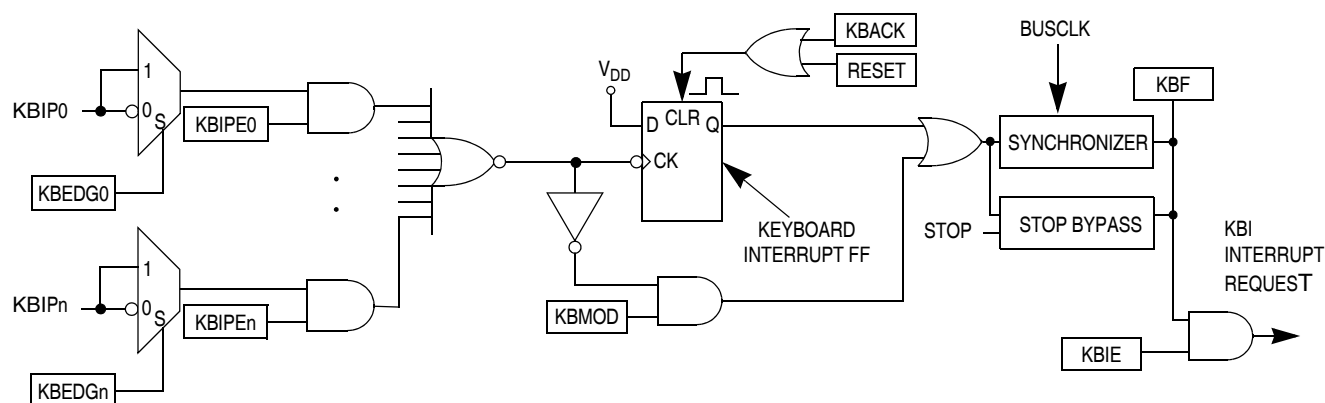 KBIP0
1
0
S
KBEDG0
KBIPE0
KBIPn
1
0
S
KBEDGn
KBIPEn
VDD
D
CLR
Q
CK
KBACK
RESET
KEYBOARD
INTERRUPT FF
KBMOD
BUSCLK
SYNCHRONIZER
STOP BYPASS
STOP
KBF
KBIE
KBI
INTERRUPT
REQUEST